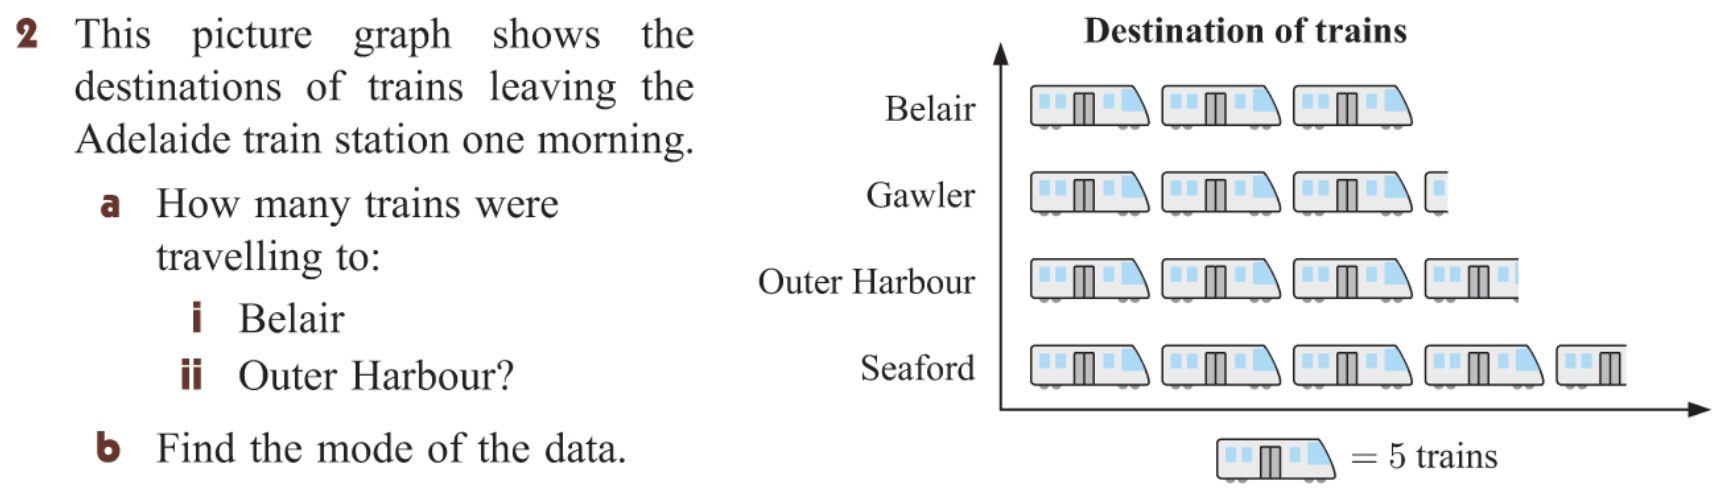 2 This picture graph shows the
destinations of trains leaving the
Adelaide train station one morning.
a How many trains were
travelling to:
i Belair
ii Outer Harbour?
b Find the mode of the data.
Destination of trains
Belair
Gawler
Outer Harbour
Seaford
= 5 trains